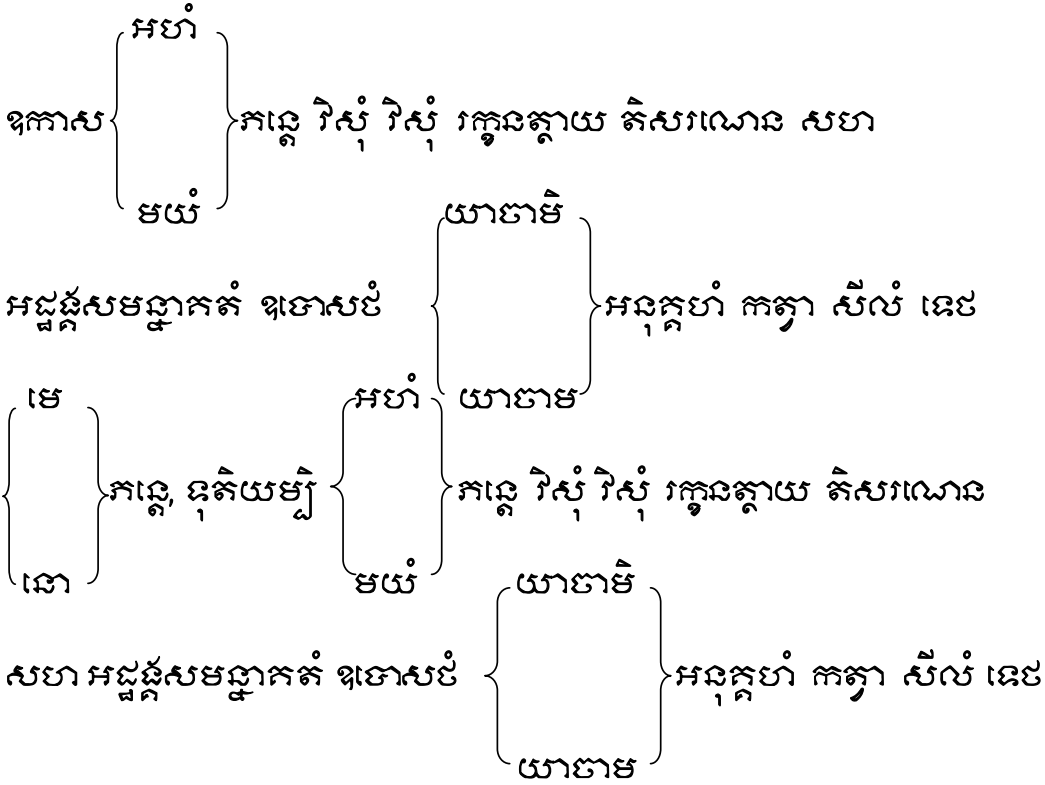 អហំ
ឱកាស ភន្តេ វិសុំ វិសុំ រក្ខនត្ថាយ តិសរណេន សហ
មយំ
យាចាមិ
អដ្ឋង្គសមន្នាគតំ ឧបោសថំ អនុគ្គហំ កត្វា សីលំ ទេថ
យាចាម
មេ អហំ
ភន្តេ, ទុតិយម្បិ ភន្តេ វិសុំ វិសុំ រក្ខនត្ថាយ តិសរណេន
នោ មយំ
យាចាមិ
សហ អដ្ឋង្គសមន្នាគតំ ឧបោសថំ អនុគ្គហំ កត្វា សីលំ ទេថ
យាចាម